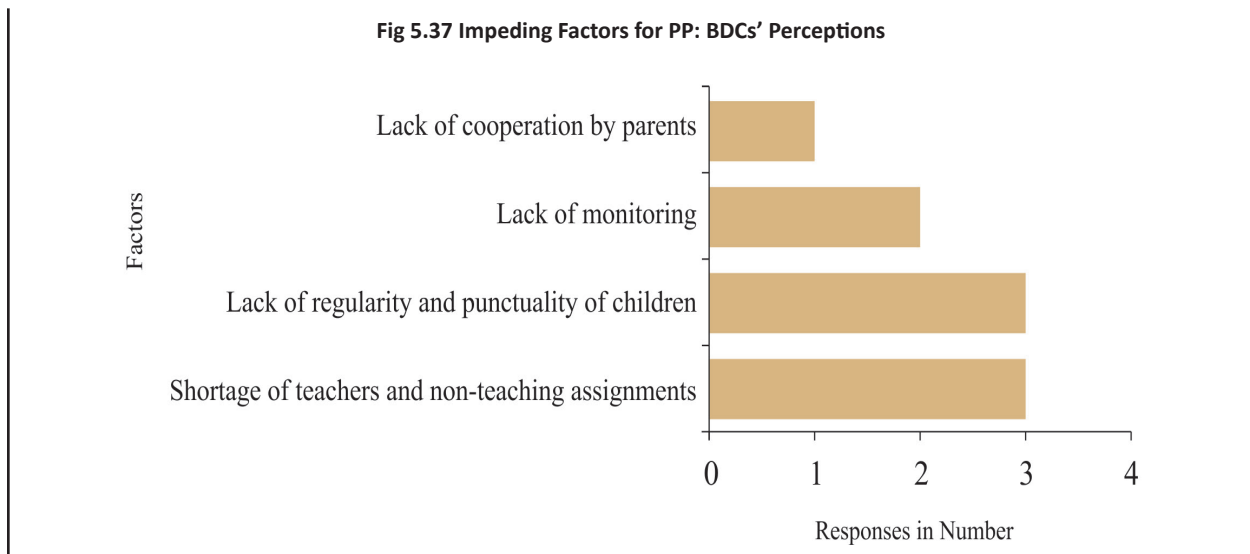 Fig 5.37 Impeding Factors for PP: BDCs’ Perceptions
Factors
Lack of cooperation by parents
Lack of monitoring
Lack of regularity and punctuality of children
Shortage of teachers and non-teaching assignments
0 1 2 3 4
Responses in Number